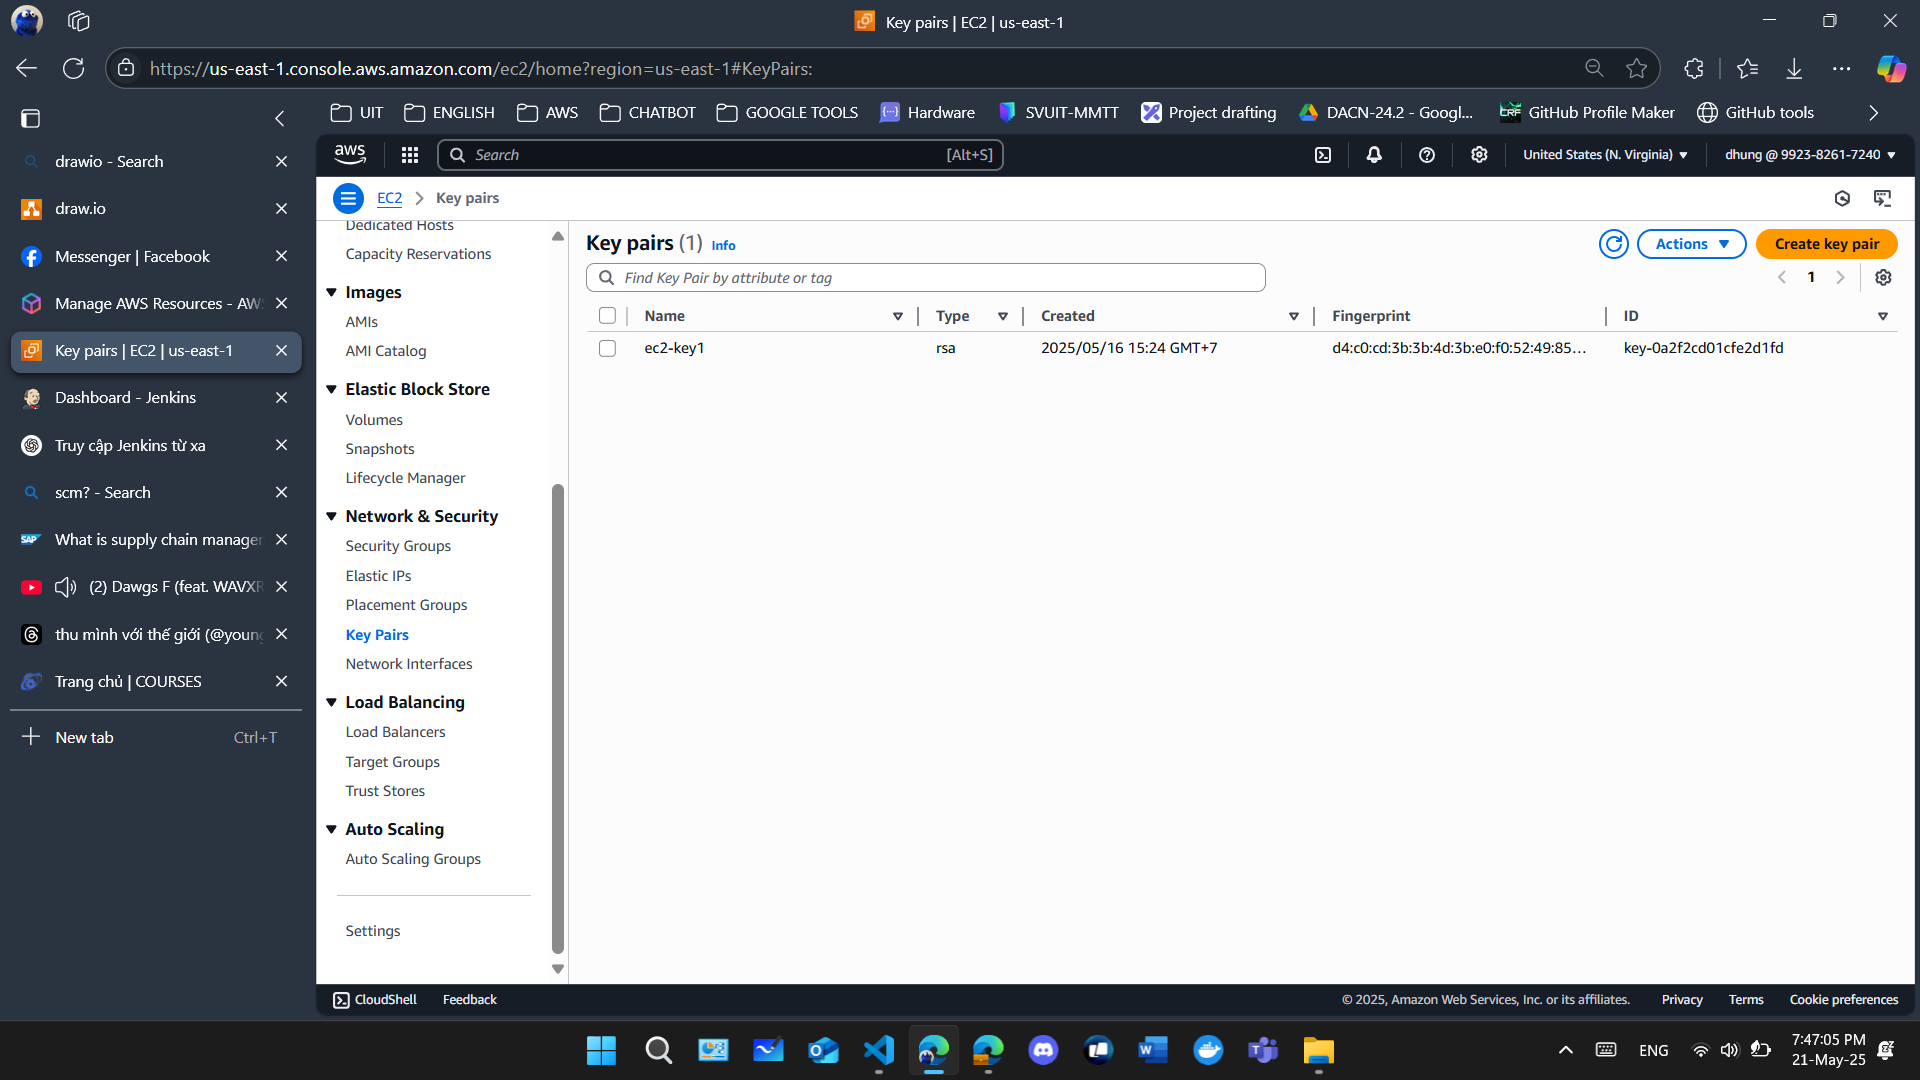 Key pairs | EC2 | us-east-1
https://us-east-1.console.aws.amazon.com/ec2/home?region=us-east-1#KeyPairs:
UIT
ENGLISH
AWS
CHATBOT
GOOGLE TOOLS
Hardware
SVUIT-MMTT
Project drafting
DACN-24.2 - Googl...
CRF
GitHub Profile Maker
GitHub tools
drawio - Search
draw.io
Messenger | Facebook
Manage AWS Resources - AW
Key pairs | EC2 | us-east-1
Dashboard - Jenkins
Truy cập Jenkins từ xa
scm? - Search
SAP
What is supply chain manager
(2) Dawgs F (feat. WAVXR
thu mình với thế giới (@young
Trang chủ | COURSES
New tab
Ctrl+T
aws
Search
[Alt+S]
United States (N. Virginia)
dhung @ 9923-8261-7240
EC2
Key pairs
Dedicated Hosts
Capacity Reservations
Images
AMIs
AMI Catalog
Elastic Block Store
Volumes
Snapshots
Lifecycle Manager
Network & Security
Security Groups
Elastic IPs
Placement Groups
Key Pairs
Network Interfaces
Load Balancing
Load Balancers
Target Groups
Trust Stores
Auto Scaling
Auto Scaling Groups
Settings
Key pairs (1) Info
Actions
Create key pair
Find Key Pair by attribute or tag
1
Name
Type
Created
Fingerprint
ID
ec2-key1
rsa
2025/05/16 15:24 GMT+7
d4:c0:cd:3b:3b:4d:3b:e0:f0:52:49:85...
key-0a2f2cd01cfe2d1fd
CloudShell
Feedback
© 2025, Amazon Web Services, Inc. or its affiliates.
Privacy
Terms
Cookie preferences
ENG
7:47:05 PM
21-May-25